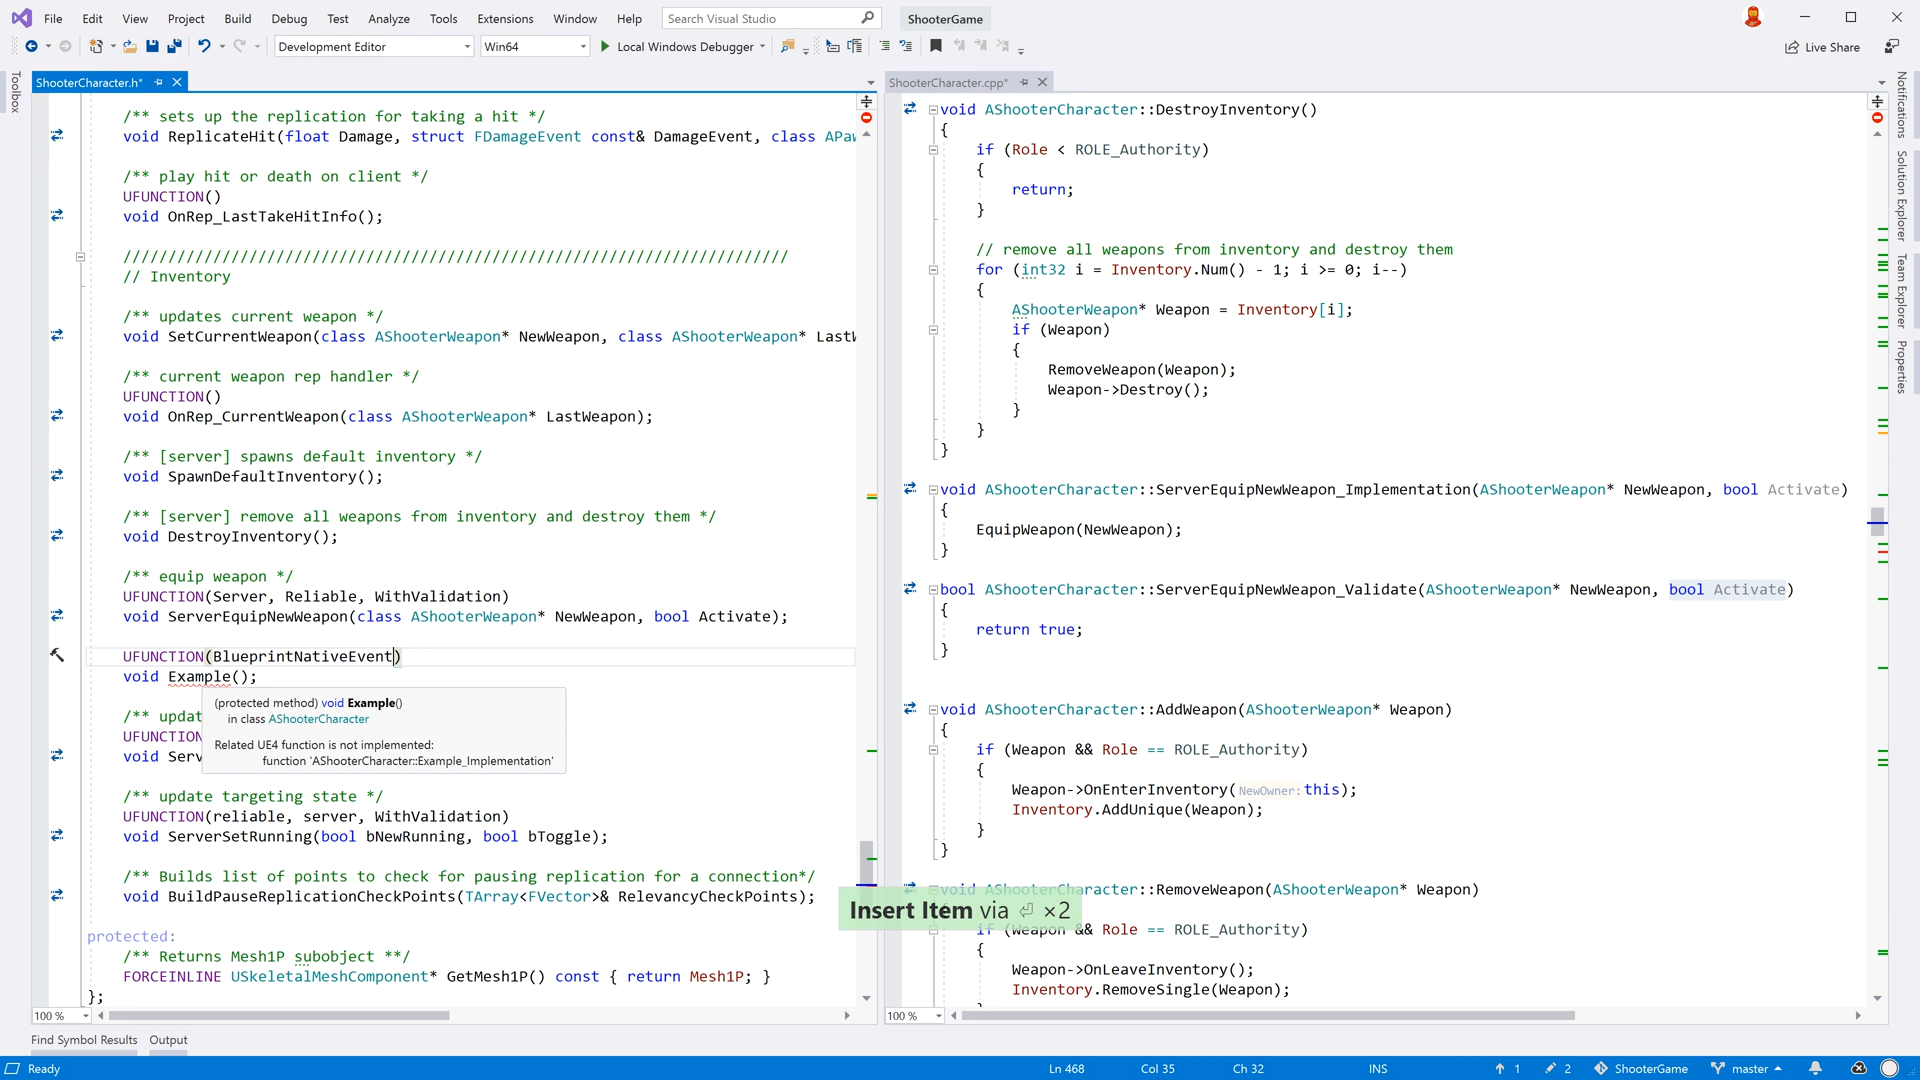 File Edit View Project Build Debug Test Analyze Tools Extensions Window Help Search Visual Studio ShooterGame
Development Editor Win64 Local Windows Debugger Live Share
Toolbox
ShooterCharacter.h*
/** sets up the replication for taking a hit */
void ReplicateHit(float Damage, struct FDamageEvent const& DamageEvent, class APaw
/** play hit or death on client */
UFUNCTION()
void OnRep_LastTakeHitInfo();
//////////////////////////////////////////////////////////////////////////
// Inventory
/** updates current weapon */
void SetCurrentWeapon(class AShooterWeapon* NewWeapon, class AShooterWeapon* LastW
/** current weapon rep handler */
UFUNCTION()
void OnRep_CurrentWeapon(class AShooterWeapon* LastWeapon);
/** [server] spawns default inventory */
void SpawnDefaultInventory();
/** [server] remove all weapons from inventory and destroy them */
void DestroyInventory();
/** equip weapon */
UFUNCTION(Server, Reliable, WithValidation)
void ServerEquipNewWeapon(class AShooterWeapon* NewWeapon, bool Activate);
UFUNCTION(BlueprintNativeEvent)
void Example();
(protected method) void Example()
in class AShooterCharacter
Related UE4 function is not implemented:
function 'AShooterCharacter::Example_Implementation'
/** updat
UFUNCTION
void Serv
/** update targeting state */
UFUNCTION(reliable, server, WithValidation)
void ServerSetRunning(bool bNewRunning, bool bToggle);
/** Builds list of points to check for pausing replication for a connection*/
void BuildPauseReplicationCheckPoints(TArray<FVector>& RelevancyCheckPoints);
protected:
/** Returns Mesh1P subobject **/
FORCEINLINE USkeletalMeshComponent* GetMesh1P() const { return Mesh1P; }
};
100 %
ShooterCharacter.cpp*
void AShooterCharacter::DestroyInventory()
{
if (Role < ROLE_Authority)
{
return;
}
// remove all weapons from inventory and destroy them
for (int32 i = Inventory.Num() - 1; i >= 0; i--)
{
AShooterWeapon* Weapon = Inventory[i];
if (Weapon)
{
RemoveWeapon(Weapon);
Weapon->Destroy();
}
}
}
void AShooterCharacter::ServerEquipNewWeapon_Implementation(AShooterWeapon* NewWeapon, bool Activate)
{
EquipWeapon(NewWeapon);
}
bool AShooterCharacter::ServerEquipNewWeapon_Validate(AShooterWeapon* NewWeapon, bool Activate)
{
return true;
}
void AShooterCharacter::AddWeapon(AShooterWeapon* Weapon)
{
if (Weapon && Role == ROLE_Authority)
{
Weapon->OnEnterInventory(NewOwner:this);
Inventory.AddUnique(Weapon);
}
}
void AShooterCharacter::RemoveWeapon(AShooterWeapon* Weapon)
Insert Item via ⏎ ×2
if (Weapon && Role == ROLE_Authority)
{
Weapon->OnLeaveInventory();
Inventory.RemoveSingle(Weapon);
100 %
Notifications
Solution Explorer
Team Explorer
Properties
Find Symbol Results Output
Ready Ln 468 Col 35 Ch 32 INS 1 2 ShooterGame master